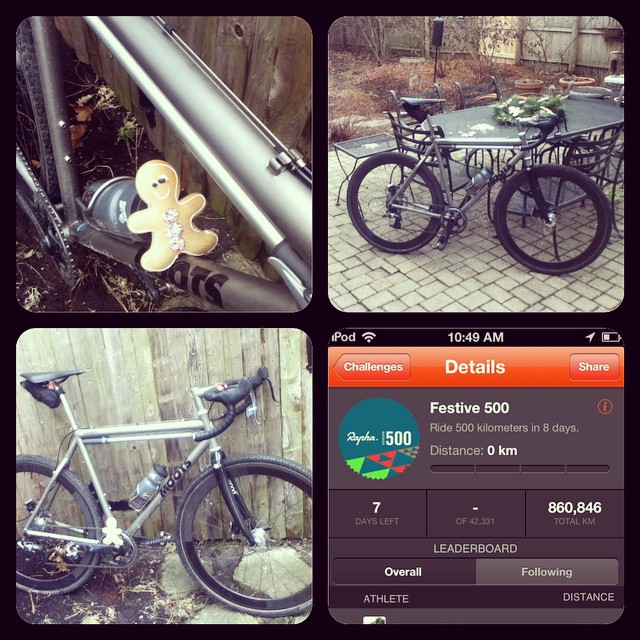 MOOTS
MOOTS
iPod 10:49 AM
Challenges Details Share
Festive 500
Ride 500 kilometers in 8 days.
Rapha. 500
Distance: 0 km
7 - 860,846
DAYS LEFT OF 42,331 TOTAL KM
LEADERBOARD
Overall Following
ATHLETE DISTANCE